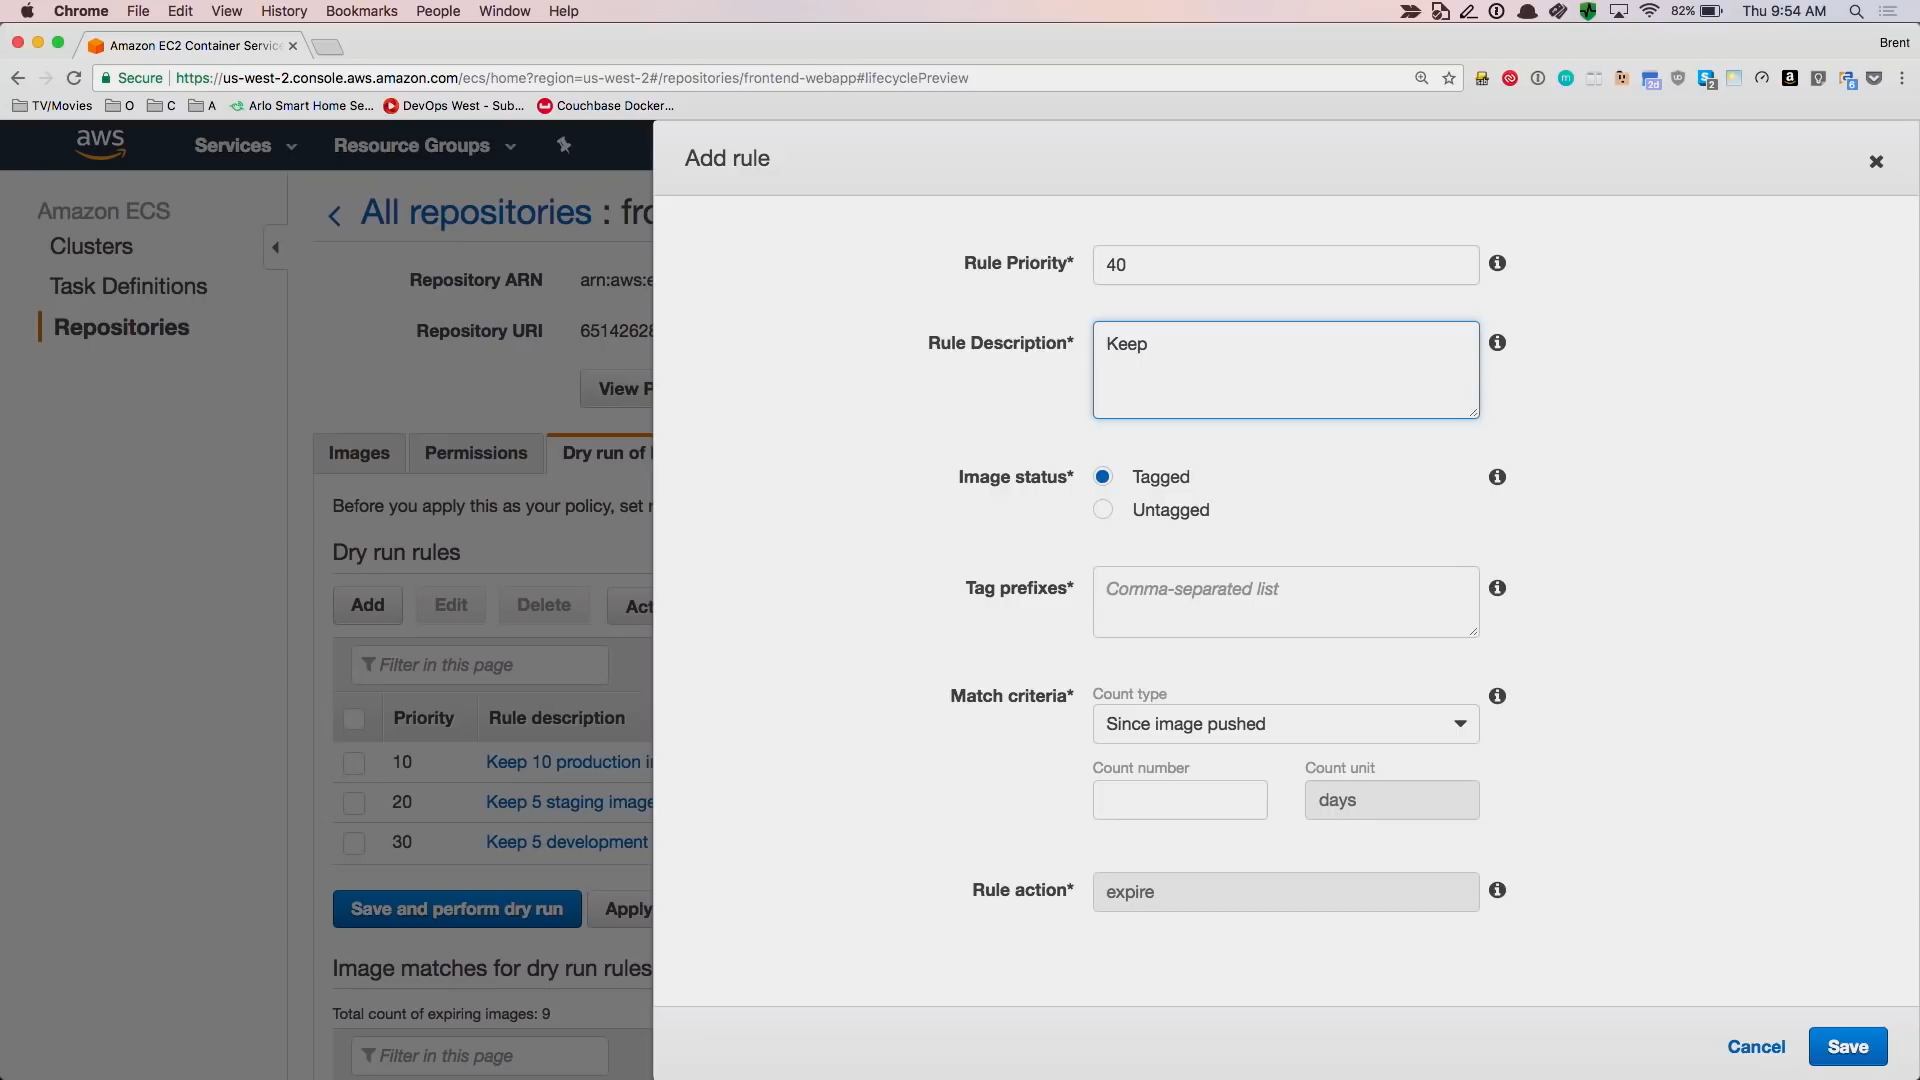 Chrome File Edit View History Bookmarks People Window Help 82% Thu 9:54 AM
Amazon EC2 Container Servic Brent
Secure https://us-west-2.console.aws.amazon.com/ecs/home?region=us-west-2#/repositories/frontend-webapp#lifecyclePreview
TV/Movies O C A Arlo Smart Home Se... DevOps West - Sub... Couchbase Docker...
aws Services Resource Groups
Amazon ECS
Clusters
Task Definitions
Repositories
All repositories : fro
Repository ARN arn:aws:e
Repository URI 65142628
View P
Images Permissions Dry run of
Before you apply this as your policy, set
Dry run rules
Add Edit Delete Act
Filter in this page
Priority Rule description
10 Keep 10 production i
20 Keep 5 staging image
30 Keep 5 development
Save and perform dry run Apply
Image matches for dry run rules
Total count of expiring images: 9
Filter in this page
Add rule
Rule Priority* 40
Rule Description* Keep
Image status* Tagged
Untagged
Tag prefixes* Comma-separated list
Match criteria* Count type
Since image pushed
Count number Count unit
days
Rule action* expire
Cancel Save